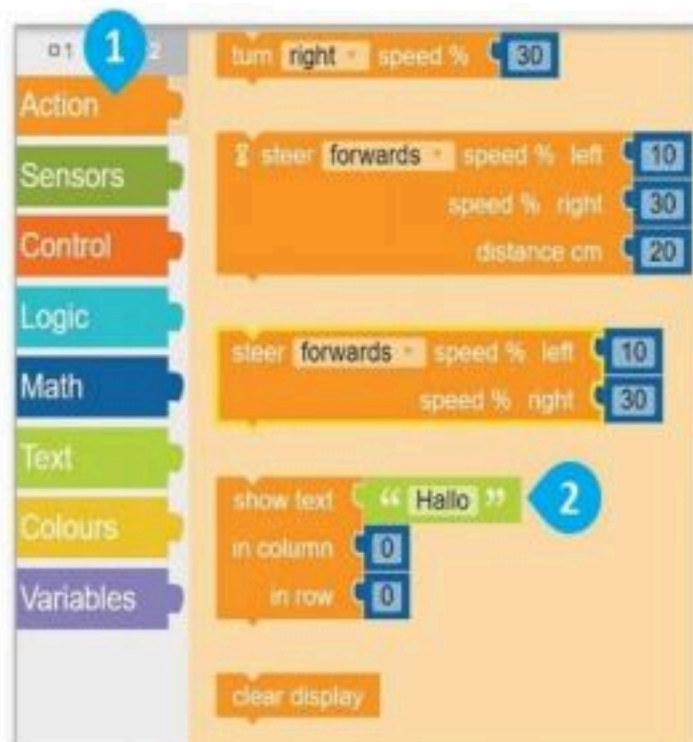 1 1 2
Action
Sensors
Control
Logic
Math
Text
Colours
Variables
turn right speed % 30
steer forwards speed % left 10
speed % right 30
distance cm 20
steer forwards speed % left 10
speed % right 30
show text “ Hallo ” 2
in column 0
in row 0
clear display